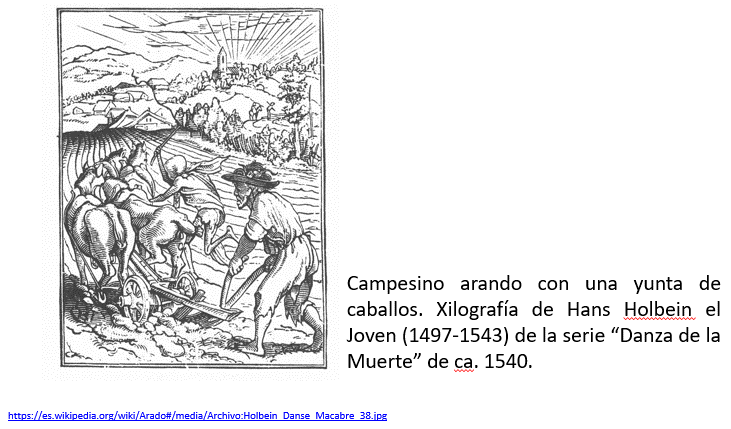 Campesino arando con una yunta de
caballos. Xilografía de Hans Holbein el
Joven (1497-1543) de la serie “Danza de la
Muerte” de ca. 1540.
https://es.wikipedia.org/wiki/Arado#/media/Archivo:Holbein_Danse_Macabre_38.jpg